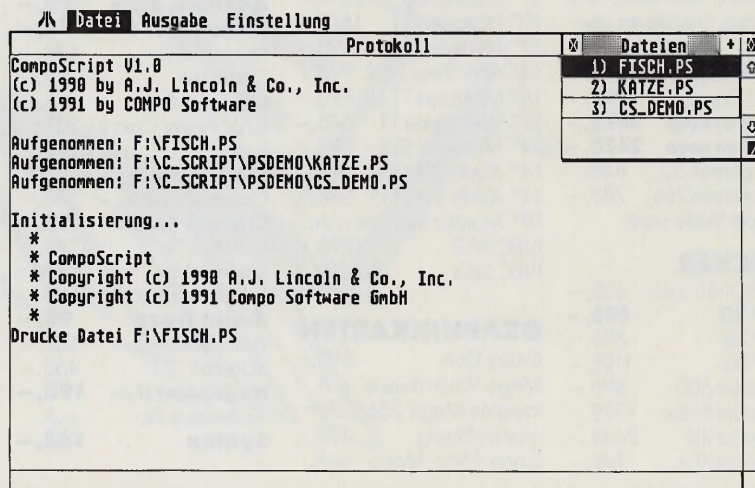 Datei Ausgabe Einstellung
Protokoll
Dateien
CompoScript V1.0
(c) 1990 by A.J. Lincoln & Co., Inc.
(c) 1991 by COMPO Software
Aufgenommen: F:\FISCH.PS
Aufgenommen: F:\C_SCRIPT\PSDEMO\KATZE.PS
Aufgenommen: F:\C_SCRIPT\PSDEMO\CS_DEMO.PS
Initialisierung...
*
* CompoScript
* Copyright (c) 1990 A.J. Lincoln & Co., Inc.
* Copyright (c) 1991 Compo Software GmbH
*
Drucke Datei F:\FISCH.PS
1) FISCH.PS
2) KATZE.PS
3) CS_DEMO.PS